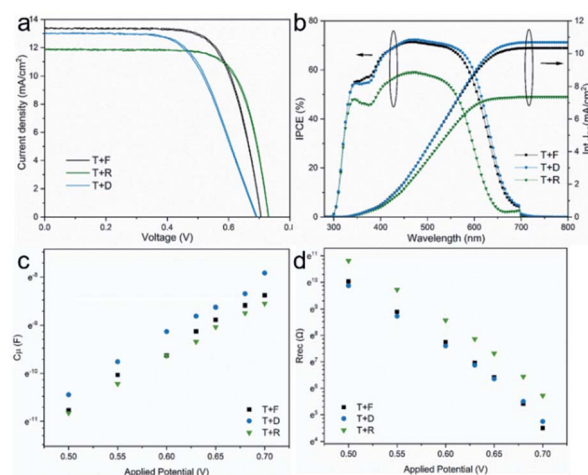 a
14
12
10
8
6
4
2
0
Current density (mA/cm²)
T+F
T+R
T+D
0.0
0.2
0.4
0.6
0.1
Voltage (V)
b
80
60
40
20
0
IPCE (%)
10
8
6
4
2
0
(mA/cm²)
T+F
T+D
T+R
300
400
500
600
700
800
Wavelength (nm)
c
e⁻⁸
e⁻⁹
e⁻¹⁰
e⁻¹¹
Cμ (F)
T+F
T+D
T+R
0.50
0.55
0.60
0.65
0.70
Applied Potential (V)
d
e¹¹
e¹⁰
e⁹
e⁸
e⁷
e⁶
e⁵
e⁴
Rrec (Ω)
T+F
T+D
T+R
0.50
0.55
0.60
0.65
0.70
Applied Potential (V)